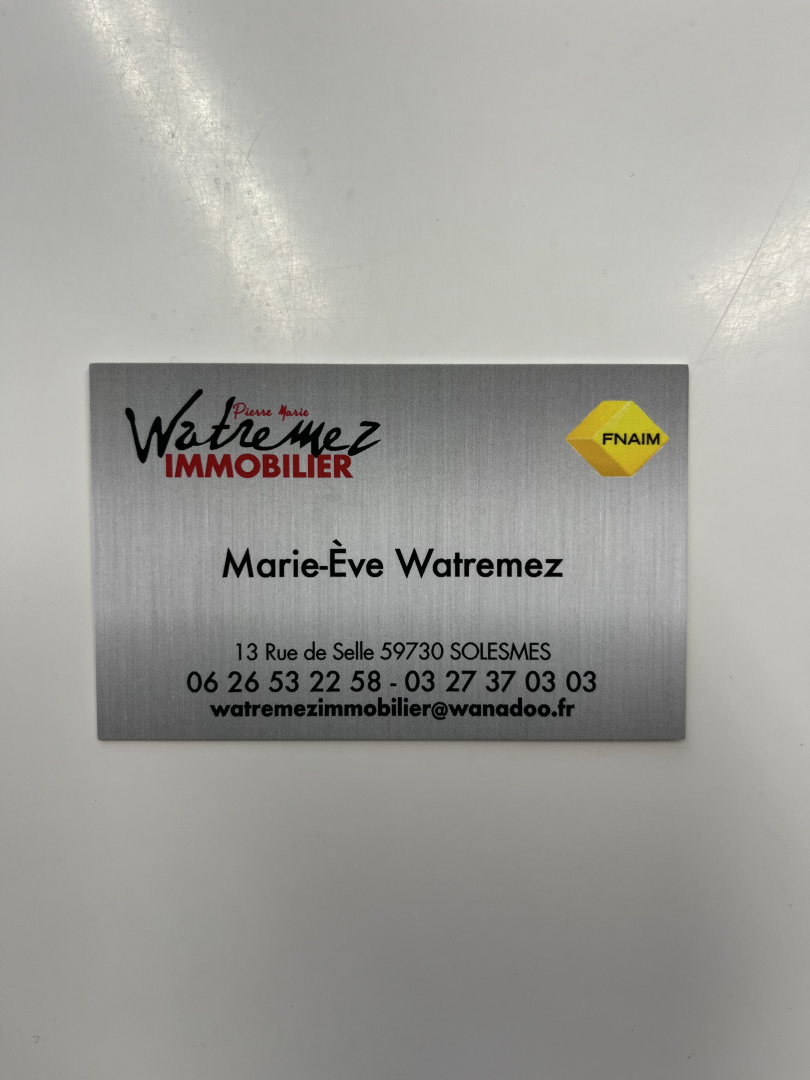 Pierre Marie
Watremez
IMMOBILIER
FNAIM
Marie-Ève Watremez
13 Rue de Selle 59730 SOLESMES
06 26 53 22 58 - 03 27 37 03 03
watremezimmobilier@wanadoo.fr